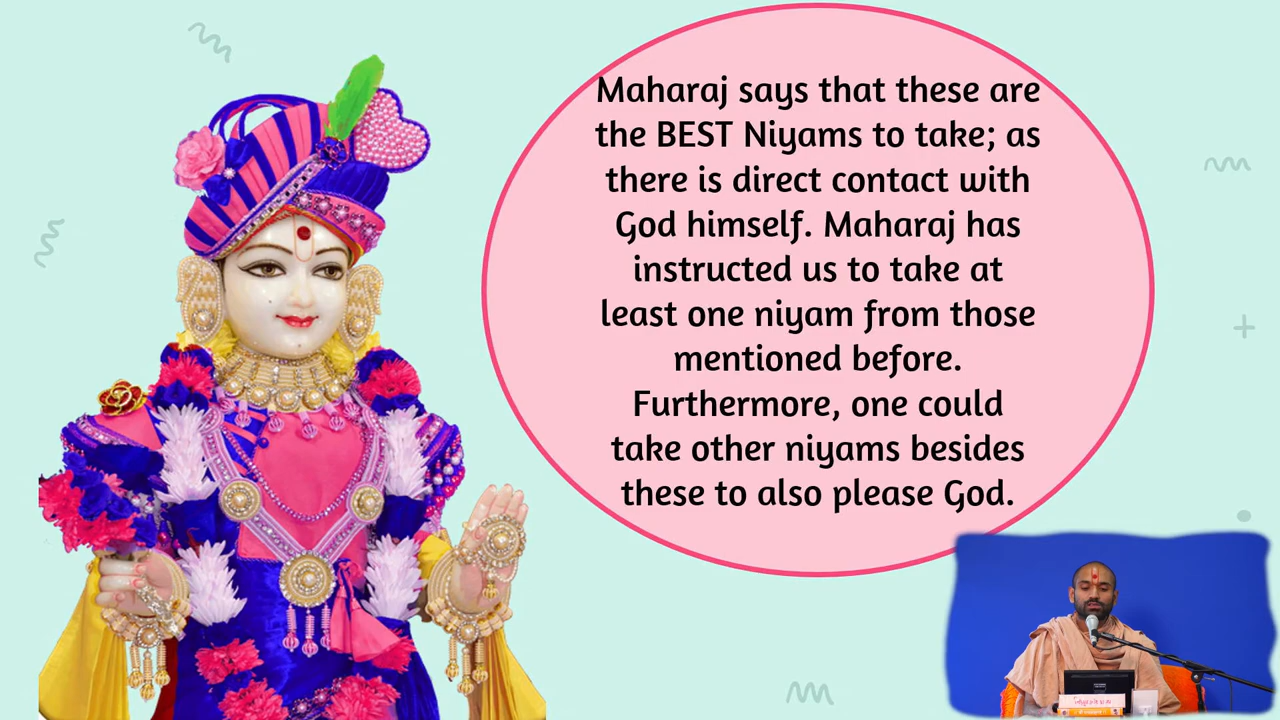 Maharaj says that these are
the BEST Niyams to take; as
there is direct contact with
God himself. Maharaj has
instructed us to take at
least one niyam from those
mentioned before.
Furthermore, one could
take other niyams besides
these to also please God.